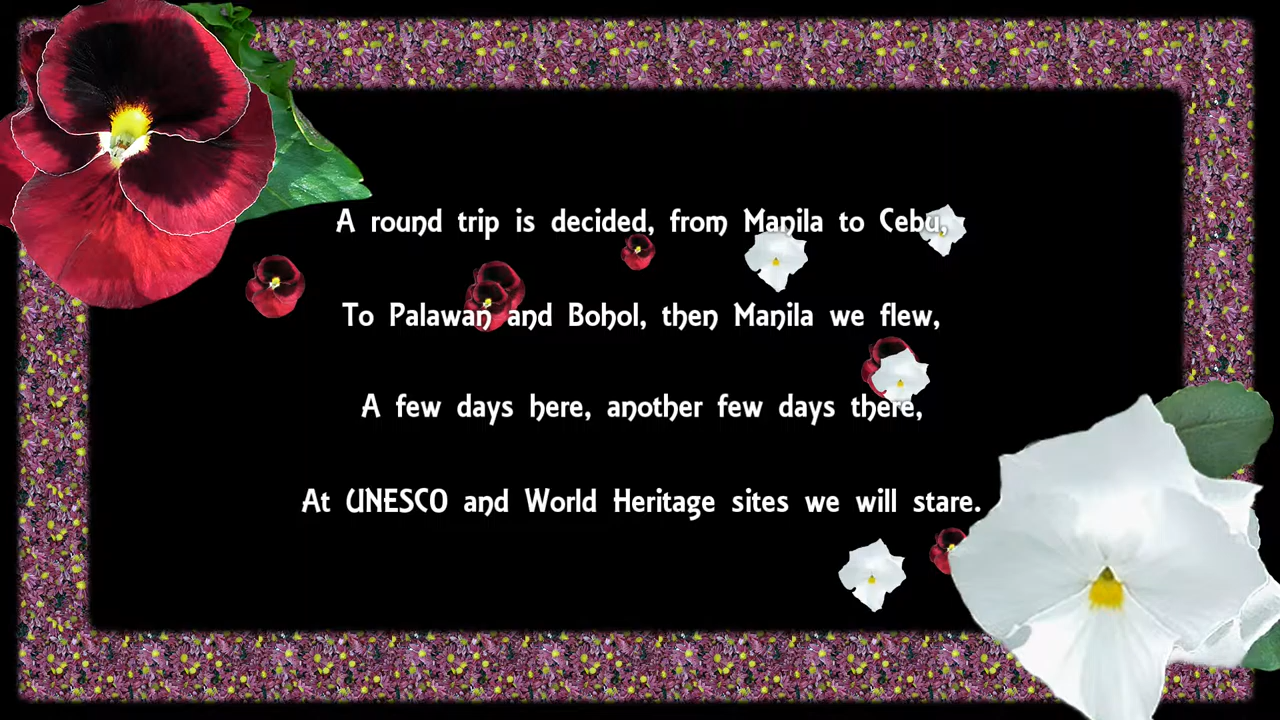 A round trip is decided, from Manila to Cebu,
To Palawan and Bohol, then Manila we flew,
A few days here, another few days there,
At UNESCO and World Heritage sites we will stare.